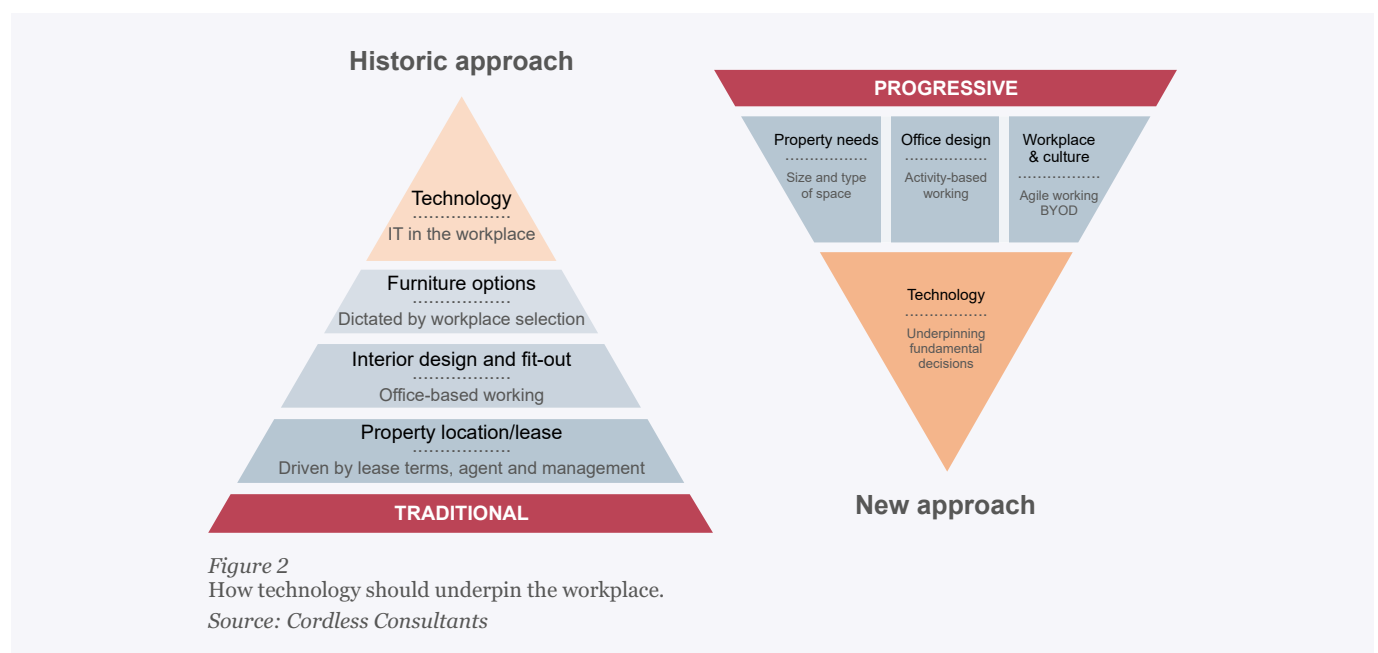 Historic approach
Technology
IT in the workplace
Furniture options
Dictated by workplace selection
Interior design and fit-out
Office-based working
Property location/lease
Driven by lease terms, agent and management
TRADITIONAL
PROGRESSIVE
Property needs
Size and type
of space
Office design
Activity-based
working
Workplace
& culture
Agile working
BYOD
Technology
Underpinning
fundamental
decisions
New approach
Figure 2
How technology should underpin the workplace.
Source: Cordless Consultants